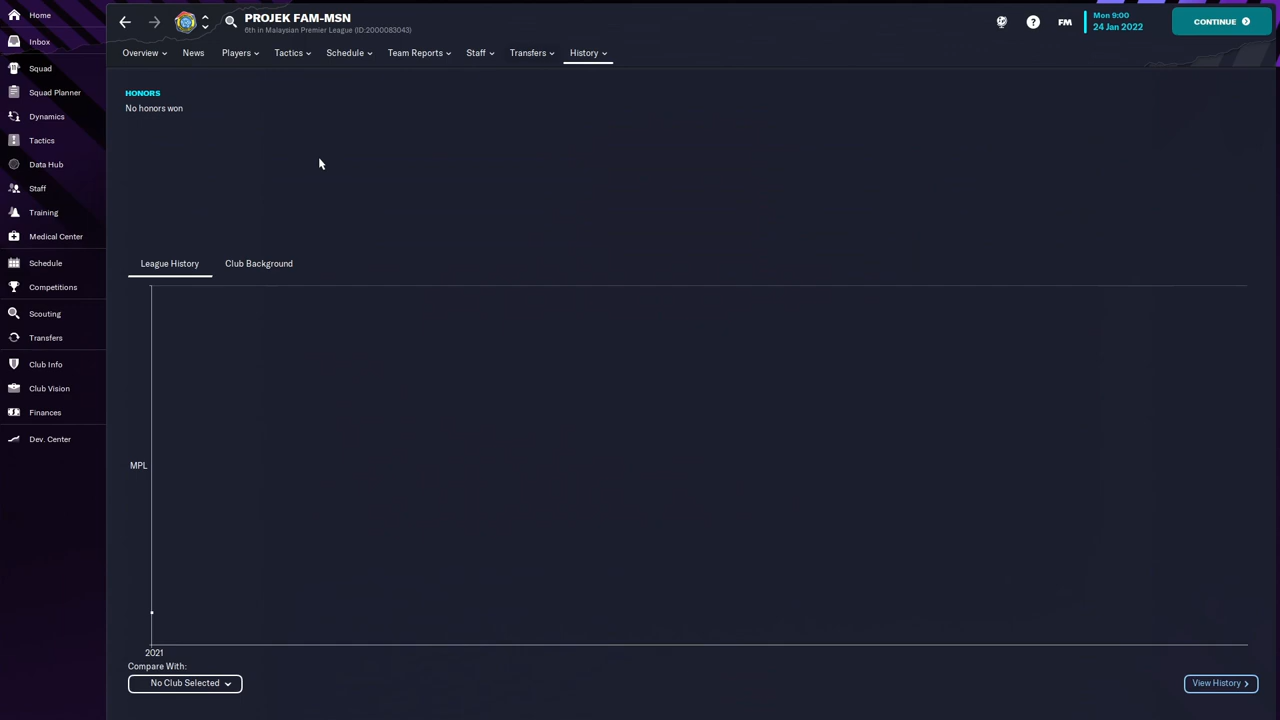 Home
Inbox
Squad
Squad Planner
Dynamics
Tactics
Data Hub
Staff
Training
Medical Center
Schedule
Competitions
Scouting
Transfers
Club Info
Club Vision
Finances
Dev. Center
PROJEK FAM-MSN
6th in Malaysian Premier League (ID:2000083043)
? FM Mon 9:00
24 Jan 2022
CONTINUE
Overview News Players Tactics Schedule Team Reports Staff Transfers History
HONORS
No honors won
League History Club Background
MPL
2021
Compare With:
No Club Selected
View History